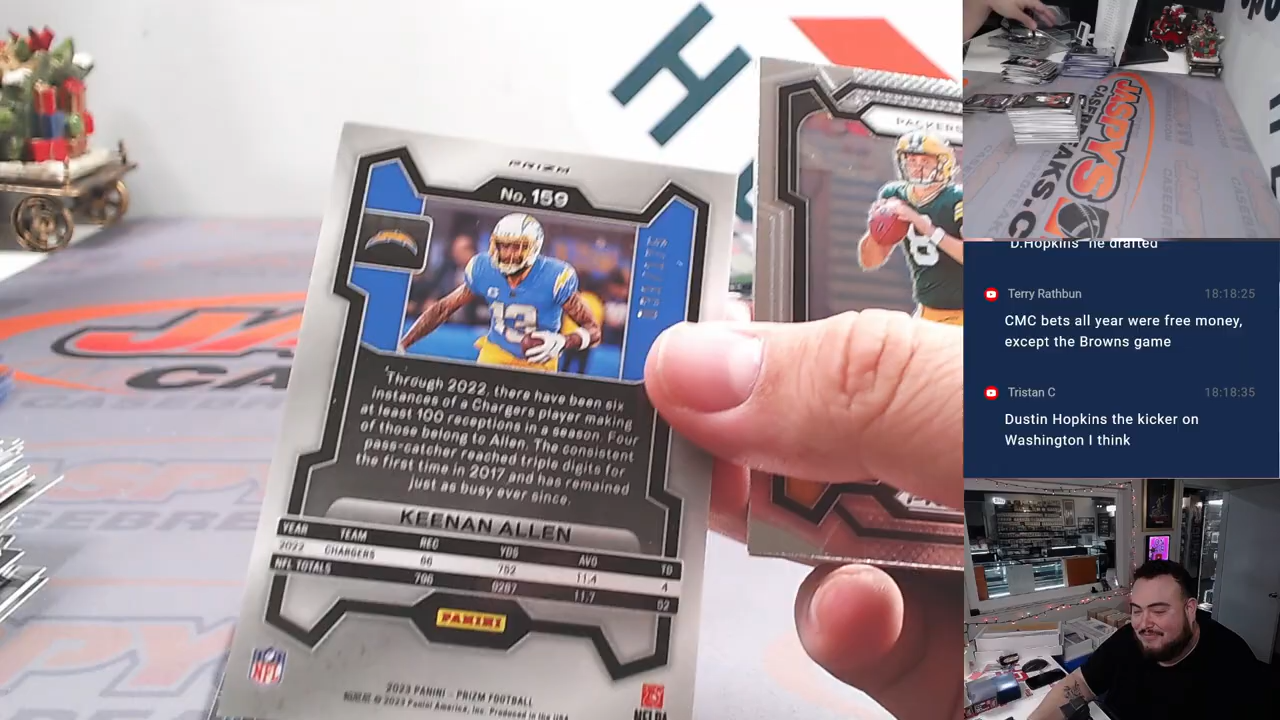 PRIZM
No. 159
13
Through 2022, there have been six
instances of a Chargers player making
at least 100 receptions in a season. Four
of those belong to Allen. The consistent
pass-catcher reached triple digits for
the first time in 2017 and has remained
just as busy ever since.
KEENAN ALLEN
YEAR TEAM REC YDS AVG TD
2022 CHARGERS 66 752 11.4 4
NFL TOTALS 796 9287 11.7 52
PANINI
NFL
2023 PANINI - PRIZM FOOTBALL
© 2023 Panini America, Inc. Produced in the USA
PACKERS
H
JASPYS
CASEBREAKS.C
D.Hopkins he drafted
Terry Rathbun 18:18:25
CMC bets all year were free money,
except the Browns game
Tristan C 18:18:35
Dustin Hopkins the kicker on
Washington I think